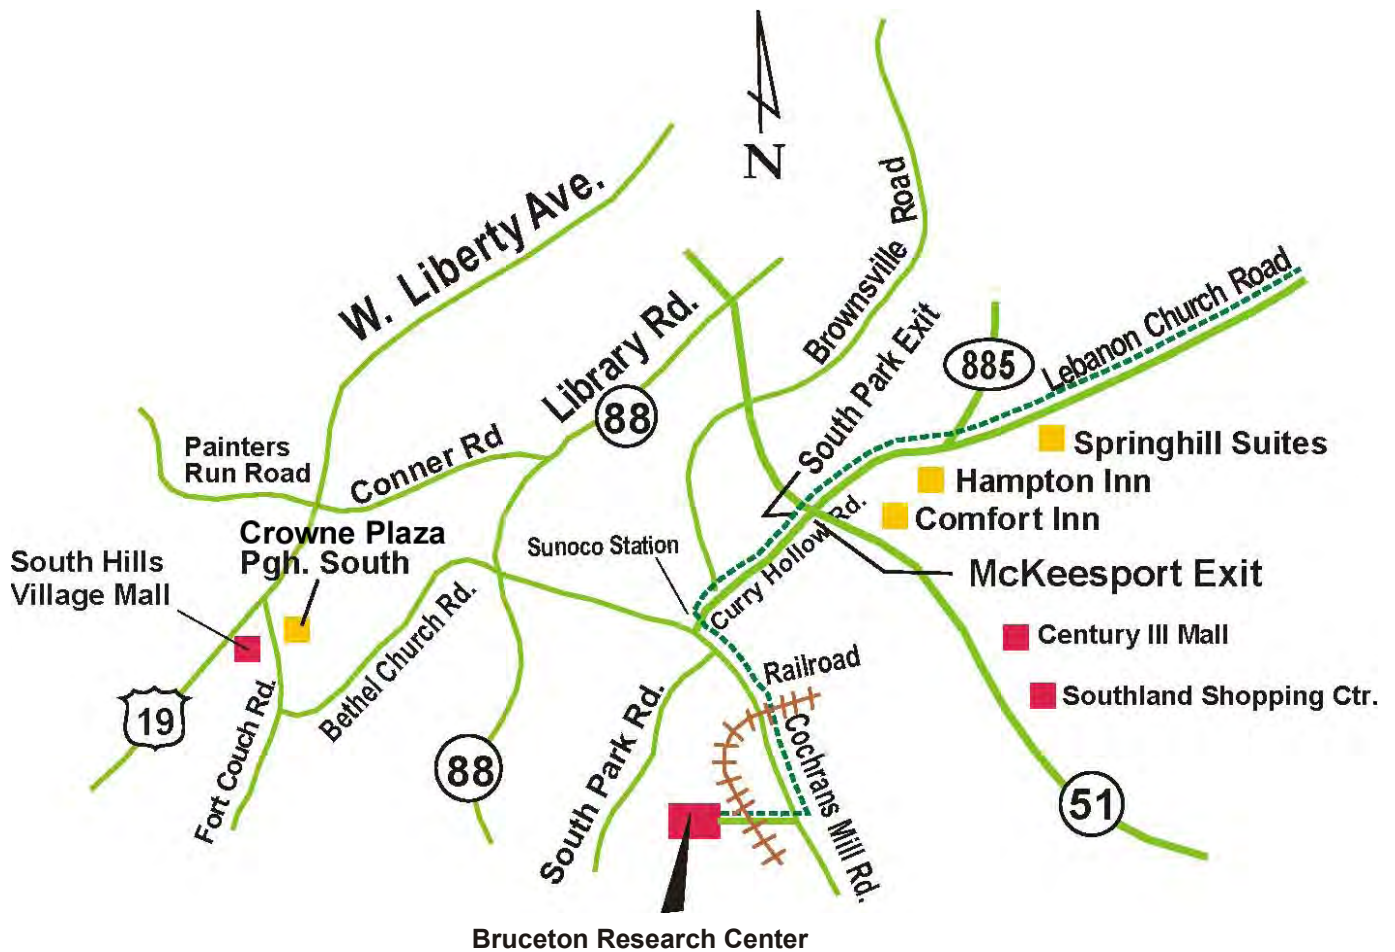 N
W. Liberty Ave.
Library Rd.
88
Brownsville Road
South Park Exit
885
Lebanon Church Road
Painters
Run Road
Conner Rd
Springhill Suites
Hampton Inn
Comfort Inn
Crowne Plaza
Pgh. South
South Hills
Village Mall
Sunoco Station
Curry Hollow Rd.
McKeesport Exit
Bethel Church Rd.
Century III Mall
Railroad
Southland Shopping Ctr.
19
Fort Couch Rd.
88
South Park Rd.
Cochrans Mill Rd.
51
Bruceton Research Center